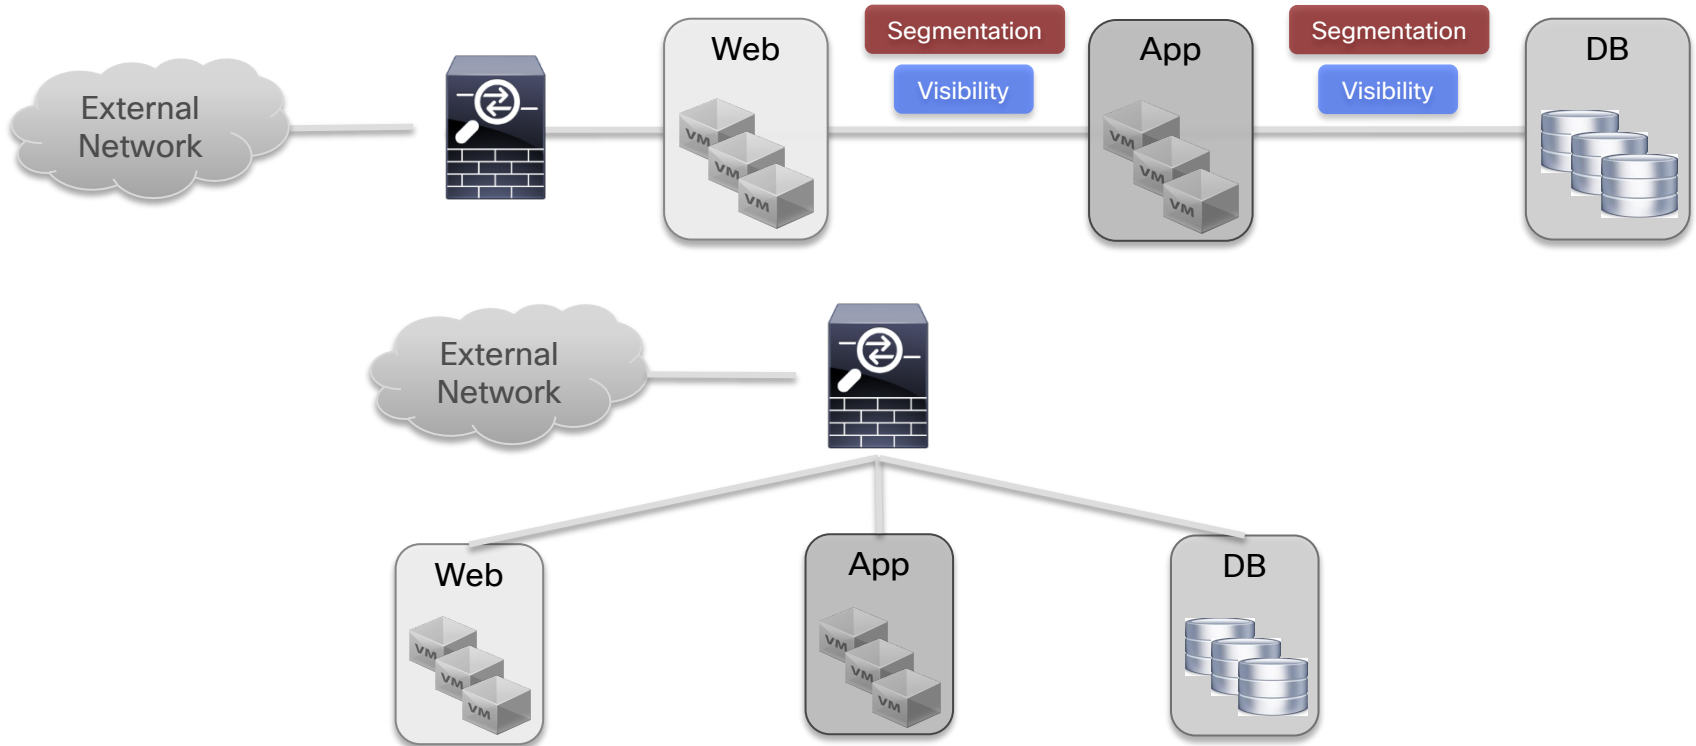 Web
Segmentation
App
Segmentation
DB
Visibility
Visibility
External
Network
VM
VM
VM
VM
VM
VM
External
Network
Web
App
DB
VM
VM
VM
VM
VM
VM